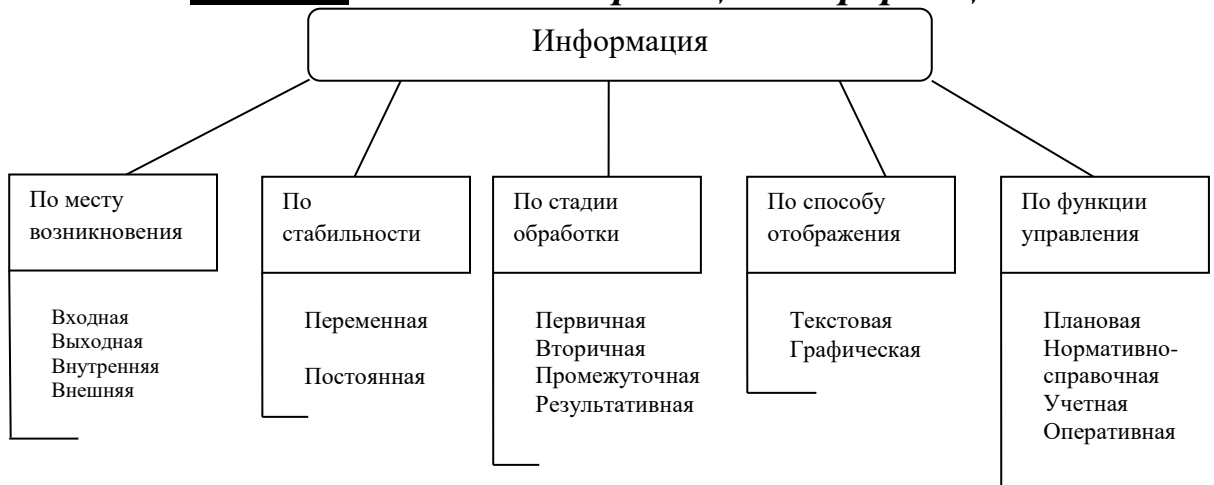 Информация
По месту
возникновения
По
стабильности
По стадии
обработки
По способу
отображения
По функции
управления
Входная
Выходная
Внутренняя
Внешняя
Переменная
Постоянная
Первичная
Вторичная
Промежуточная
Результативная
Текстовая
Графическая
Плановая
Нормативно-
справочная
Учетная
Оперативная